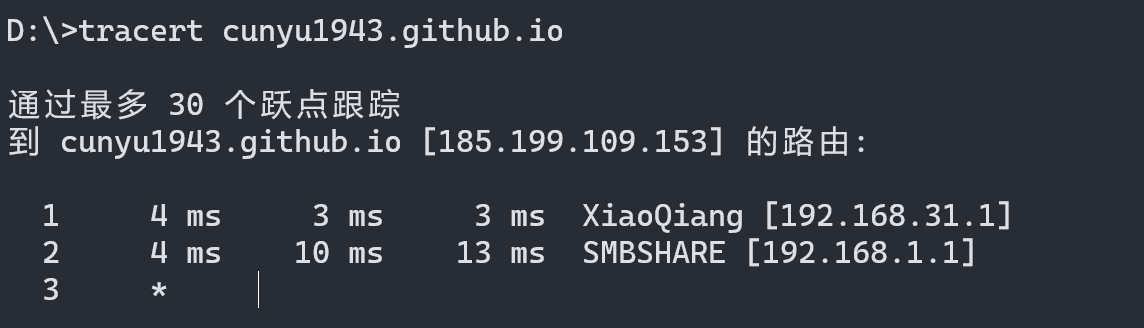 D:\>tracert cunyu1943.github.io
通过最多 30 个跃点跟踪
到 cunyu1943.github.io [185.199.109.153] 的路由:
1 4 ms 3 ms 3 ms XiaoQiang [192.168.31.1]
2 4 ms 10 ms 13 ms SMBSHARE [192.168.1.1]
3 *